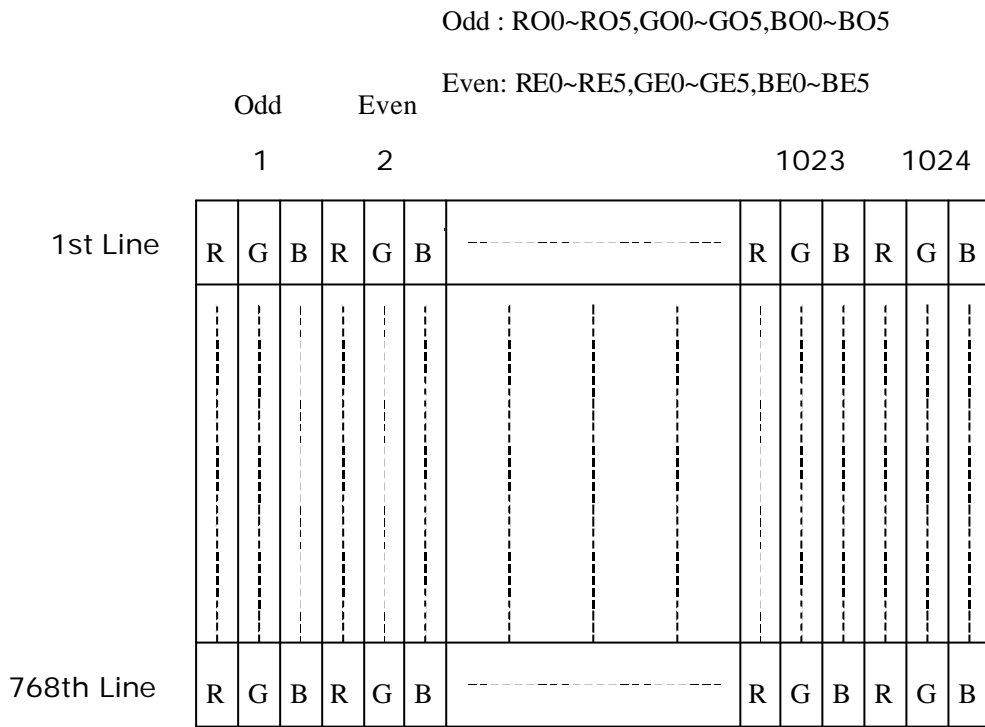 Odd : RO0~RO5,GO0~GO5,BO0~BO5
Even: RE0~RE5,GE0~GE5,BE0~BE5
Odd Even
1 2 1023 1024
1st Line R G B R G B R G B R G B
768th Line R G B R G B R G B R G B